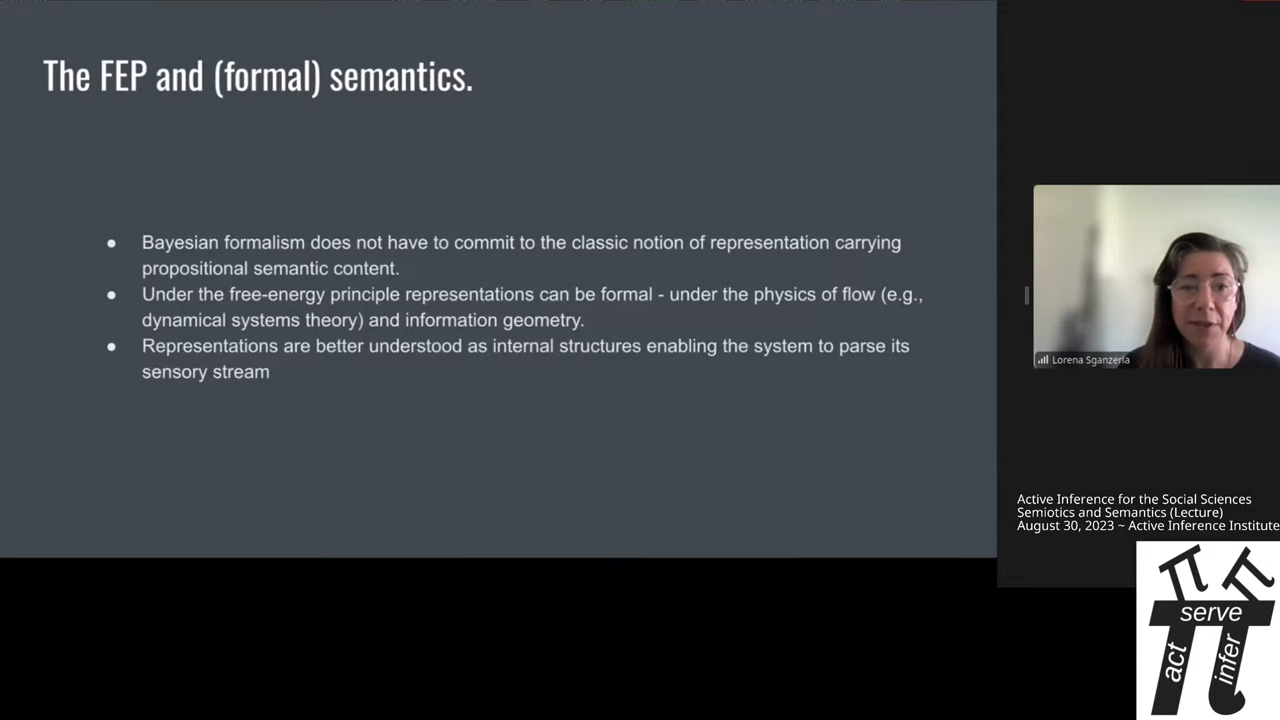 The FEP and (formal) semantics.
● Bayesian formalism does not have to commit to the classic notion of representation carrying
propositional semantic content.
● Under the free-energy principle representations can be formal - under the physics of flow (e.g.,
dynamical systems theory) and information geometry.
● Representations are better understood as internal structures enabling the system to parse its
sensory stream
Lorena Sganzerla
Active Inference for the Social Sciences
Semiotics and Semantics (Lecture)
August 30, 2023 ~ Active Inference Institute
π π
serve
act
infer